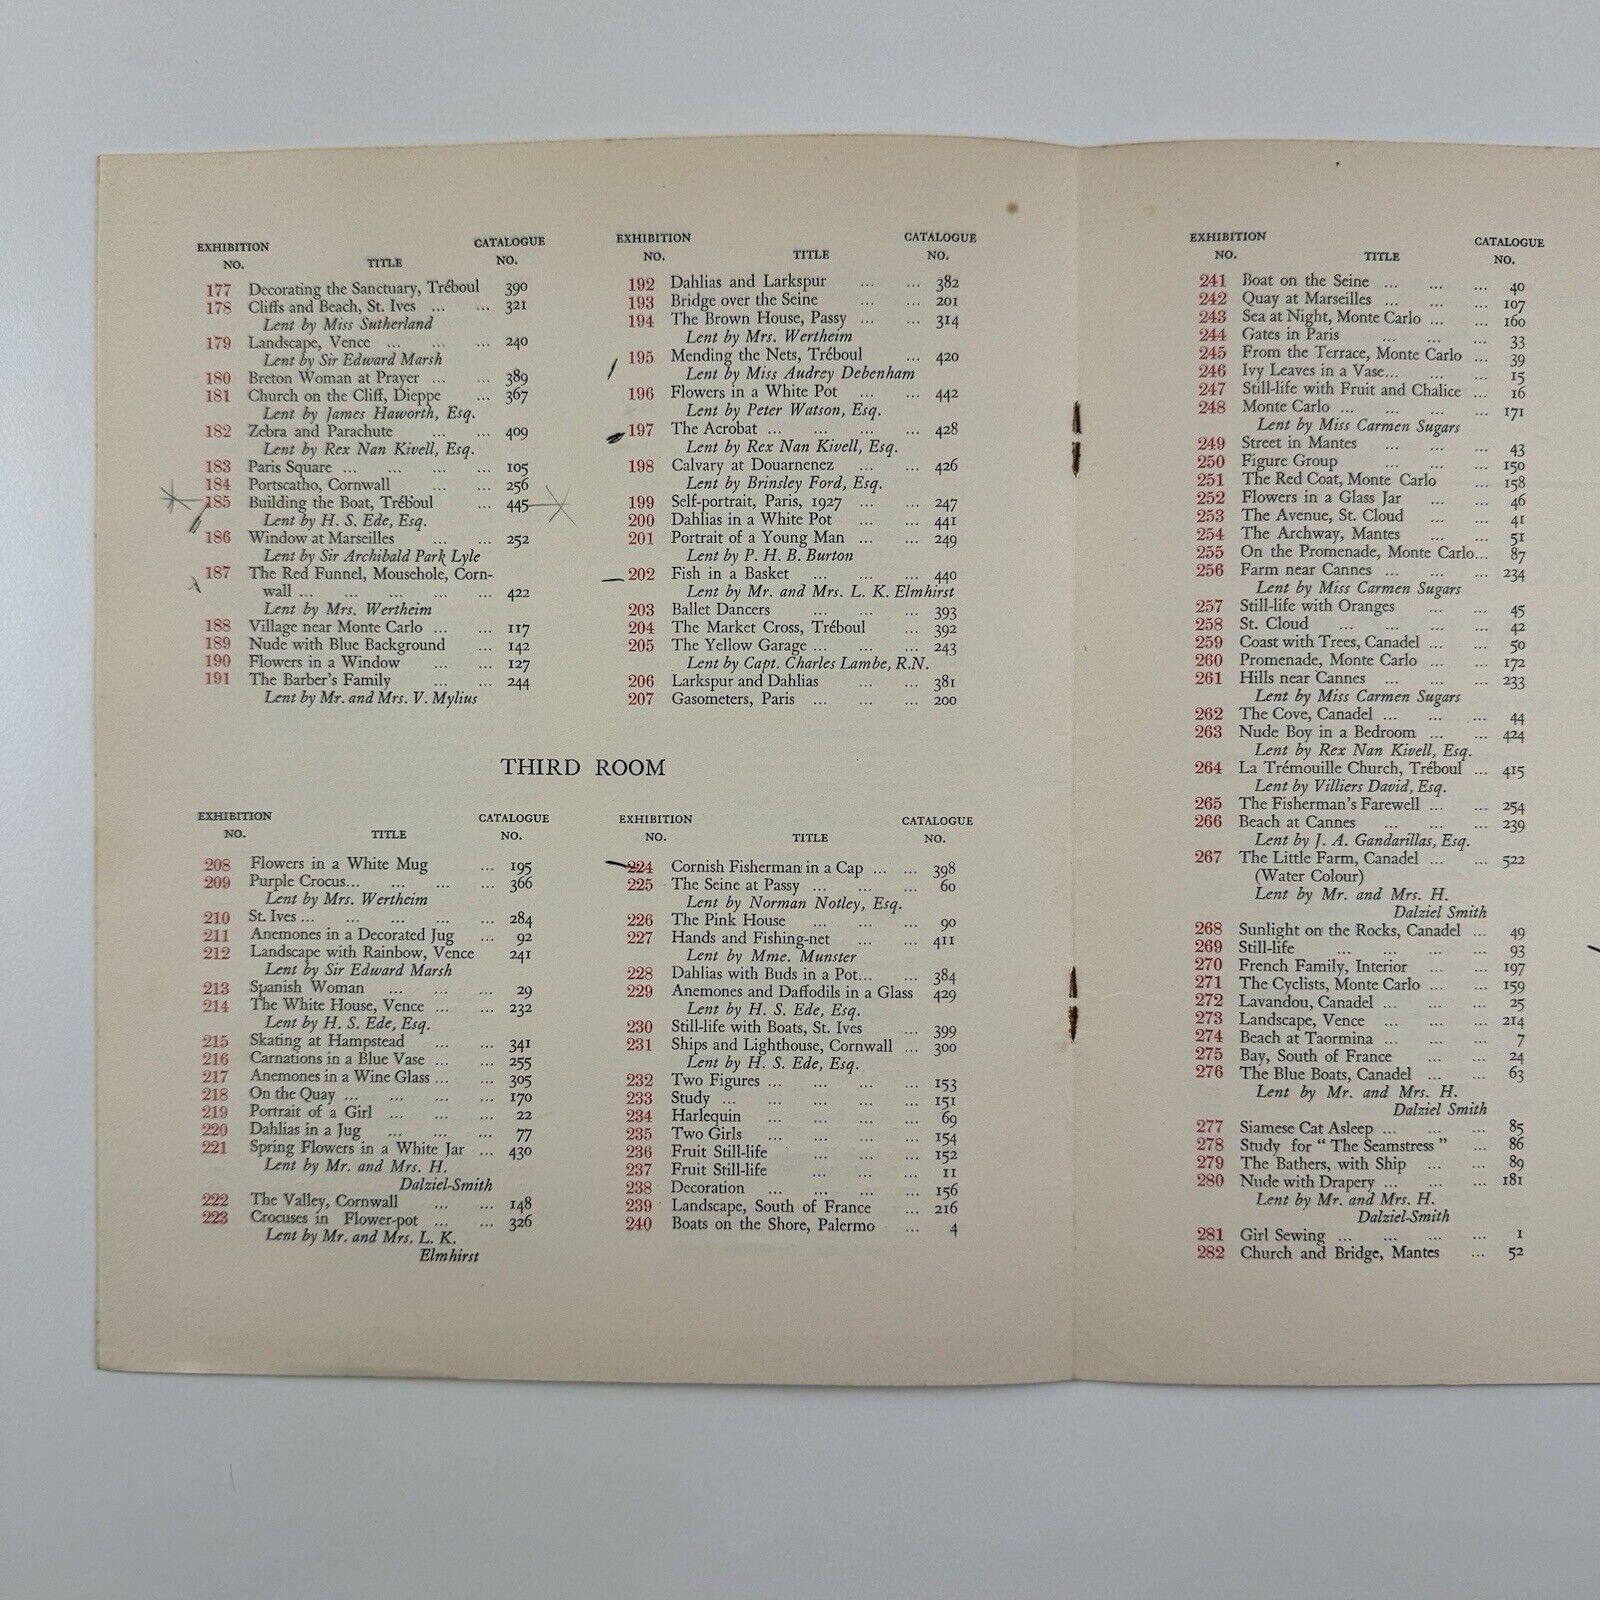 EXHIBITION CATALOGUE
NO. TITLE NO.
177 Decorating the Sanctuary, Tréboul 390
178 Cliffs and Beach, St. Ives ... ... 321
Lent by Miss Sutherland
179 Landscape, Vence ... ... ... 240
Lent by Sir Edward Marsh
180 Breton Woman at Prayer ... ... 389
181 Church on the Cliff, Dieppe ... 367
Lent by James Haworth, Esq.
182 Zebra and Parachute ... ... 409
Lent by Rex Nan Kivell, Esq.
183 Paris Square ... ... ... ... 105
184 Portscatho, Cornwall ... ... 256
185 Building the Boat, Tréboul ... 445
Lent by H. S. Ede, Esq.
186 Window at Marseilles ... ... 252
Lent by Sir Archibald Park Lyle
187 The Red Funnel, Mousehole, Corn-
wall ... ... ... ... ... 422
Lent by Mrs. Wertheim
188 Village near Monte Carlo ... ... 117
189 Nude with Blue Background ... 142
190 Flowers in a Window ... ... 127
191 The Barber's Family ... ... 244
Lent by Mr. and Mrs. V. Mylius
EXHIBITION CATALOGUE
NO. TITLE NO.
192 Dahlias and Larkspur ... ... 382
193 Bridge over the Seine ... ... 201
194 The Brown House, Passy ... ... 314
Lent by Mrs. Wertheim
195 Mending the Nets, Tréboul ... 420
Lent by Miss Audrey Debenham
196 Flowers in a White Pot ... ... 442
Lent by Peter Watson, Esq.
197 The Acrobat ... ... ... ... 428
Lent by Rex Nan Kivell, Esq.
198 Calvary at Douarnenez ... ... 426
Lent by Brinsley Ford, Esq.
199 Self-portrait, Paris, 1927 ... ... 247
200 Dahlias in a White Pot ... ... 441
201 Portrait of a Young Man ... ... 249
Lent by P. H. B. Burton
202 Fish in a Basket ... ... ... 440
Lent by Mr. and Mrs. L. K. Elmhirst
203 Ballet Dancers ... ... ... 393
204 The Market Cross, Tréboul ... 392
205 The Yellow Garage ... ... ... 243
Lent by Capt. Charles Lambe, R.N.
206 Larkspur and Dahlias ... ... 381
207 Gasometers, Paris ... ... ... 200
THIRD ROOM
EXHIBITION CATALOGUE
NO. TITLE NO.
208 Flowers in a White Mug ... 195
209 Purple Crocus... ... ... ... 366
Lent by Mrs. Wertheim
210 St. Ives ... ... ... ... ... 284
211 Anemones in a Decorated Jug ... 92
212 Landscape with Rainbow, Vence 241
Lent by Sir Edward Marsh
213 Spanish Woman ... ... ... 29
214 The White House, Vence ... ... 232
Lent by H. S. Ede, Esq.
215 Skating at Hampstead ... ... 341
216 Carnations in a Blue Vase ... ... 255
217 Anemones in a Wine Glass ... ... 305
218 On the Quay ... ... ... ... 170
219 Portrait of a Girl ... ... ... 22
220 Dahlias in a Jug ... ... ... 77
221 Spring Flowers in a White Jar ... 430
Lent by Mr. and Mrs. H.
Dalziel-Smith
222 The Valley, Cornwall ... ... 148
223 Crocuses in Flower-pot ... ... 326
Lent by Mr. and Mrs. L. K.
Elmhirst
EXHIBITION CATALOGUE
NO. TITLE NO.
224 Cornish Fisherman in a Cap ... ... 398
225 The Seine at Passy ... ... ... 60
Lent by Norman Notley, Esq.
226 The Pink House ... ... ... 90
227 Hands and Fishing-net ... ... 411
Lent by Mme. Munster
228 Dahlias with Buds in a Pot... ... 384
229 Anemones and Daffodils in a Glass 429
Lent by H. S. Ede, Esq.
230 Still-life with Boats, St. Ives ... 399
231 Ships and Lighthouse, Cornwall ... 300
Lent by H. S. Ede, Esq.
232 Two Figures ... ... ... ... 153
233 Study ... ... ... ... ... 151
234 Harlequin ... ... ... ... 69
235 Two Girls ... ... ... ... 154
236 Fruit Still-life ... ... ... 152
237 Fruit Still-life ... ... ... 11
238 Decoration ... ... ... ... 156
239 Landscape, South of France ... 216
240 Boats on the Shore, Palermo ... 4
EXHIBITION CATALOGUE
NO. TITLE NO.
241 Boat on the Seine ... ... ... 40
242 Quay at Marseilles ... ... ... 107
243 Sea at Night, Monte Carlo ... ... 160
244 Gates in Paris ... ... ... 33
245 From the Terrace, Monte Carlo ... 39
246 Ivy Leaves in a Vase... ... ... 15
247 Still-life with Fruit and Chalice ... 16
248 Monte Carlo ... ... ... ... 171
Lent by Miss Carmen Sugars
249 Street in Mantes ... ... ... 43
250 Figure Group ... ... ... 150
251 The Red Coat, Monte Carlo ... 158
252 Flowers in a Glass Jar ... ... 46
253 The Avenue, St. Cloud ... ... 41
254 The Archway, Mantes ... ... 51
255 On the Promenade, Monte Carlo... 87
256 Farm near Cannes ... ... ... 234
Lent by Miss Carmen Sugars
257 Still-life with Oranges ... ... 45
258 St. Cloud ... ... ... ... 42
259 Coast with Trees, Canadel ... ... 50
260 Promenade, Monte Carlo ... ... 172
261 Hills near Cannes ... ... ... 233
Lent by Miss Carmen Sugars
262 The Cove, Canadel ... ... ... 44
263 Nude Boy in a Bedroom ... ... 424
Lent by Rex Nan Kivell, Esq.
264 La Trémouille Church, Tréboul ... 415
Lent by Villiers David, Esq.
265 The Fisherman's Farewell ... ... 254
266 Beach at Cannes ... ... ... 239
Lent by J. A. Gandarillas, Esq.
267 The Little Farm, Canadel ... ... 522
(Water Colour)
Lent by Mr. and Mrs. H.
Dalziel Smith
268 Sunlight on the Rocks, Canadel ... 49
269 Still-life ... ... ... ... 93
270 French Family, Interior ... ... 197
271 The Cyclists, Monte Carlo ... ... 159
272 Lavandou, Canadel ... ... ... 25
273 Landscape, Vence ... ... ... 214
274 Beach at Taormina ... ... ... 7
275 Bay, South of France ... ... 24
276 The Blue Boats, Canadel ... ... 63
Lent by Mr. and Mrs. H.
Dalziel Smith
277 Siamese Cat Asleep ... ... ... 85
278 Study for “ The Seamstress ” ... 86
279 The Bathers, with Ship ... ... 89
280 Nude with Drapery ... ... ... 181
Lent by Mr. and Mrs. H.
Dalziel-Smith
281 Girl Sewing ... ... ... ... 1
282 Church and Bridge, Mantes ... 52